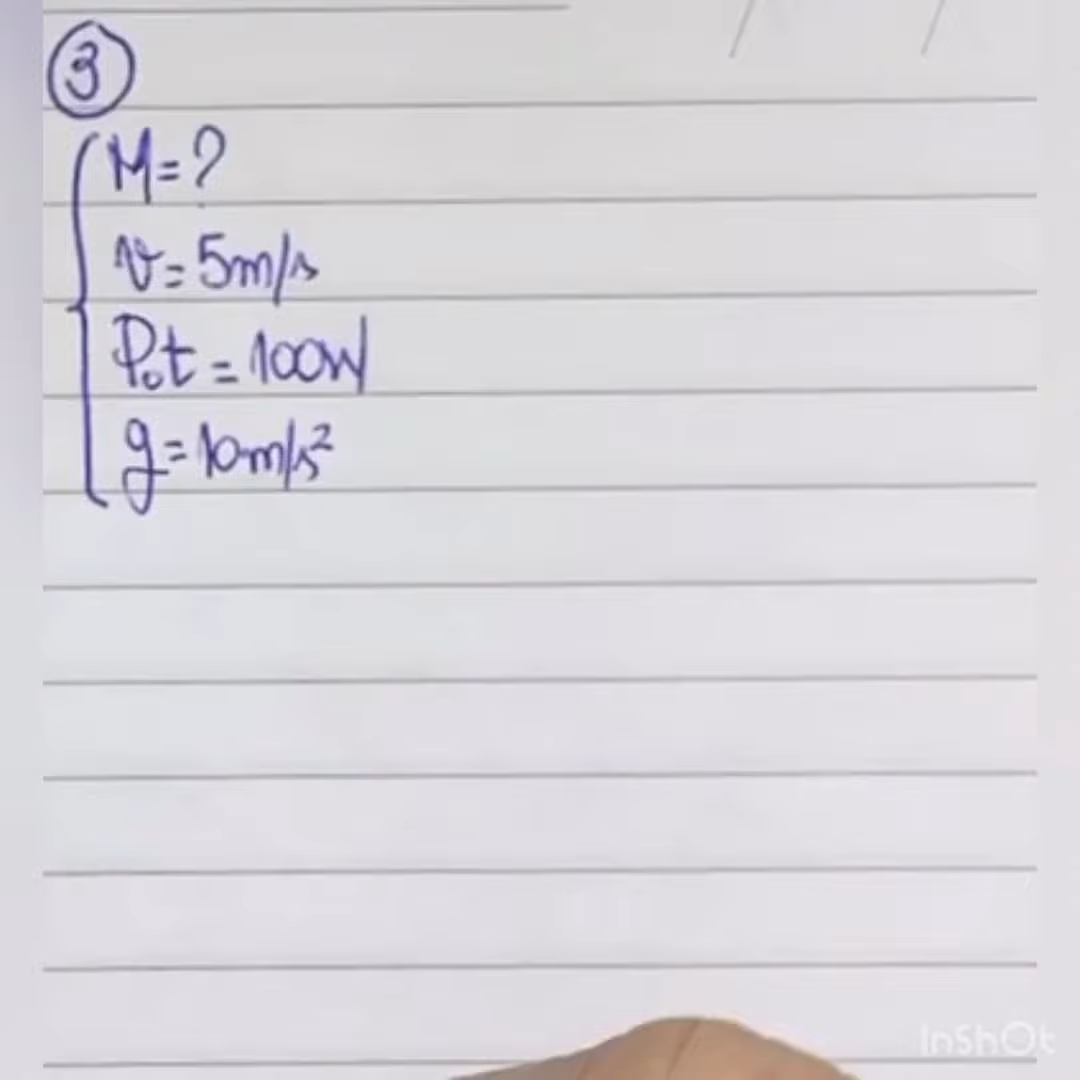 3
M = ?
v = 5m/s
Pot = 100W
g = 10m/s²
InShOt